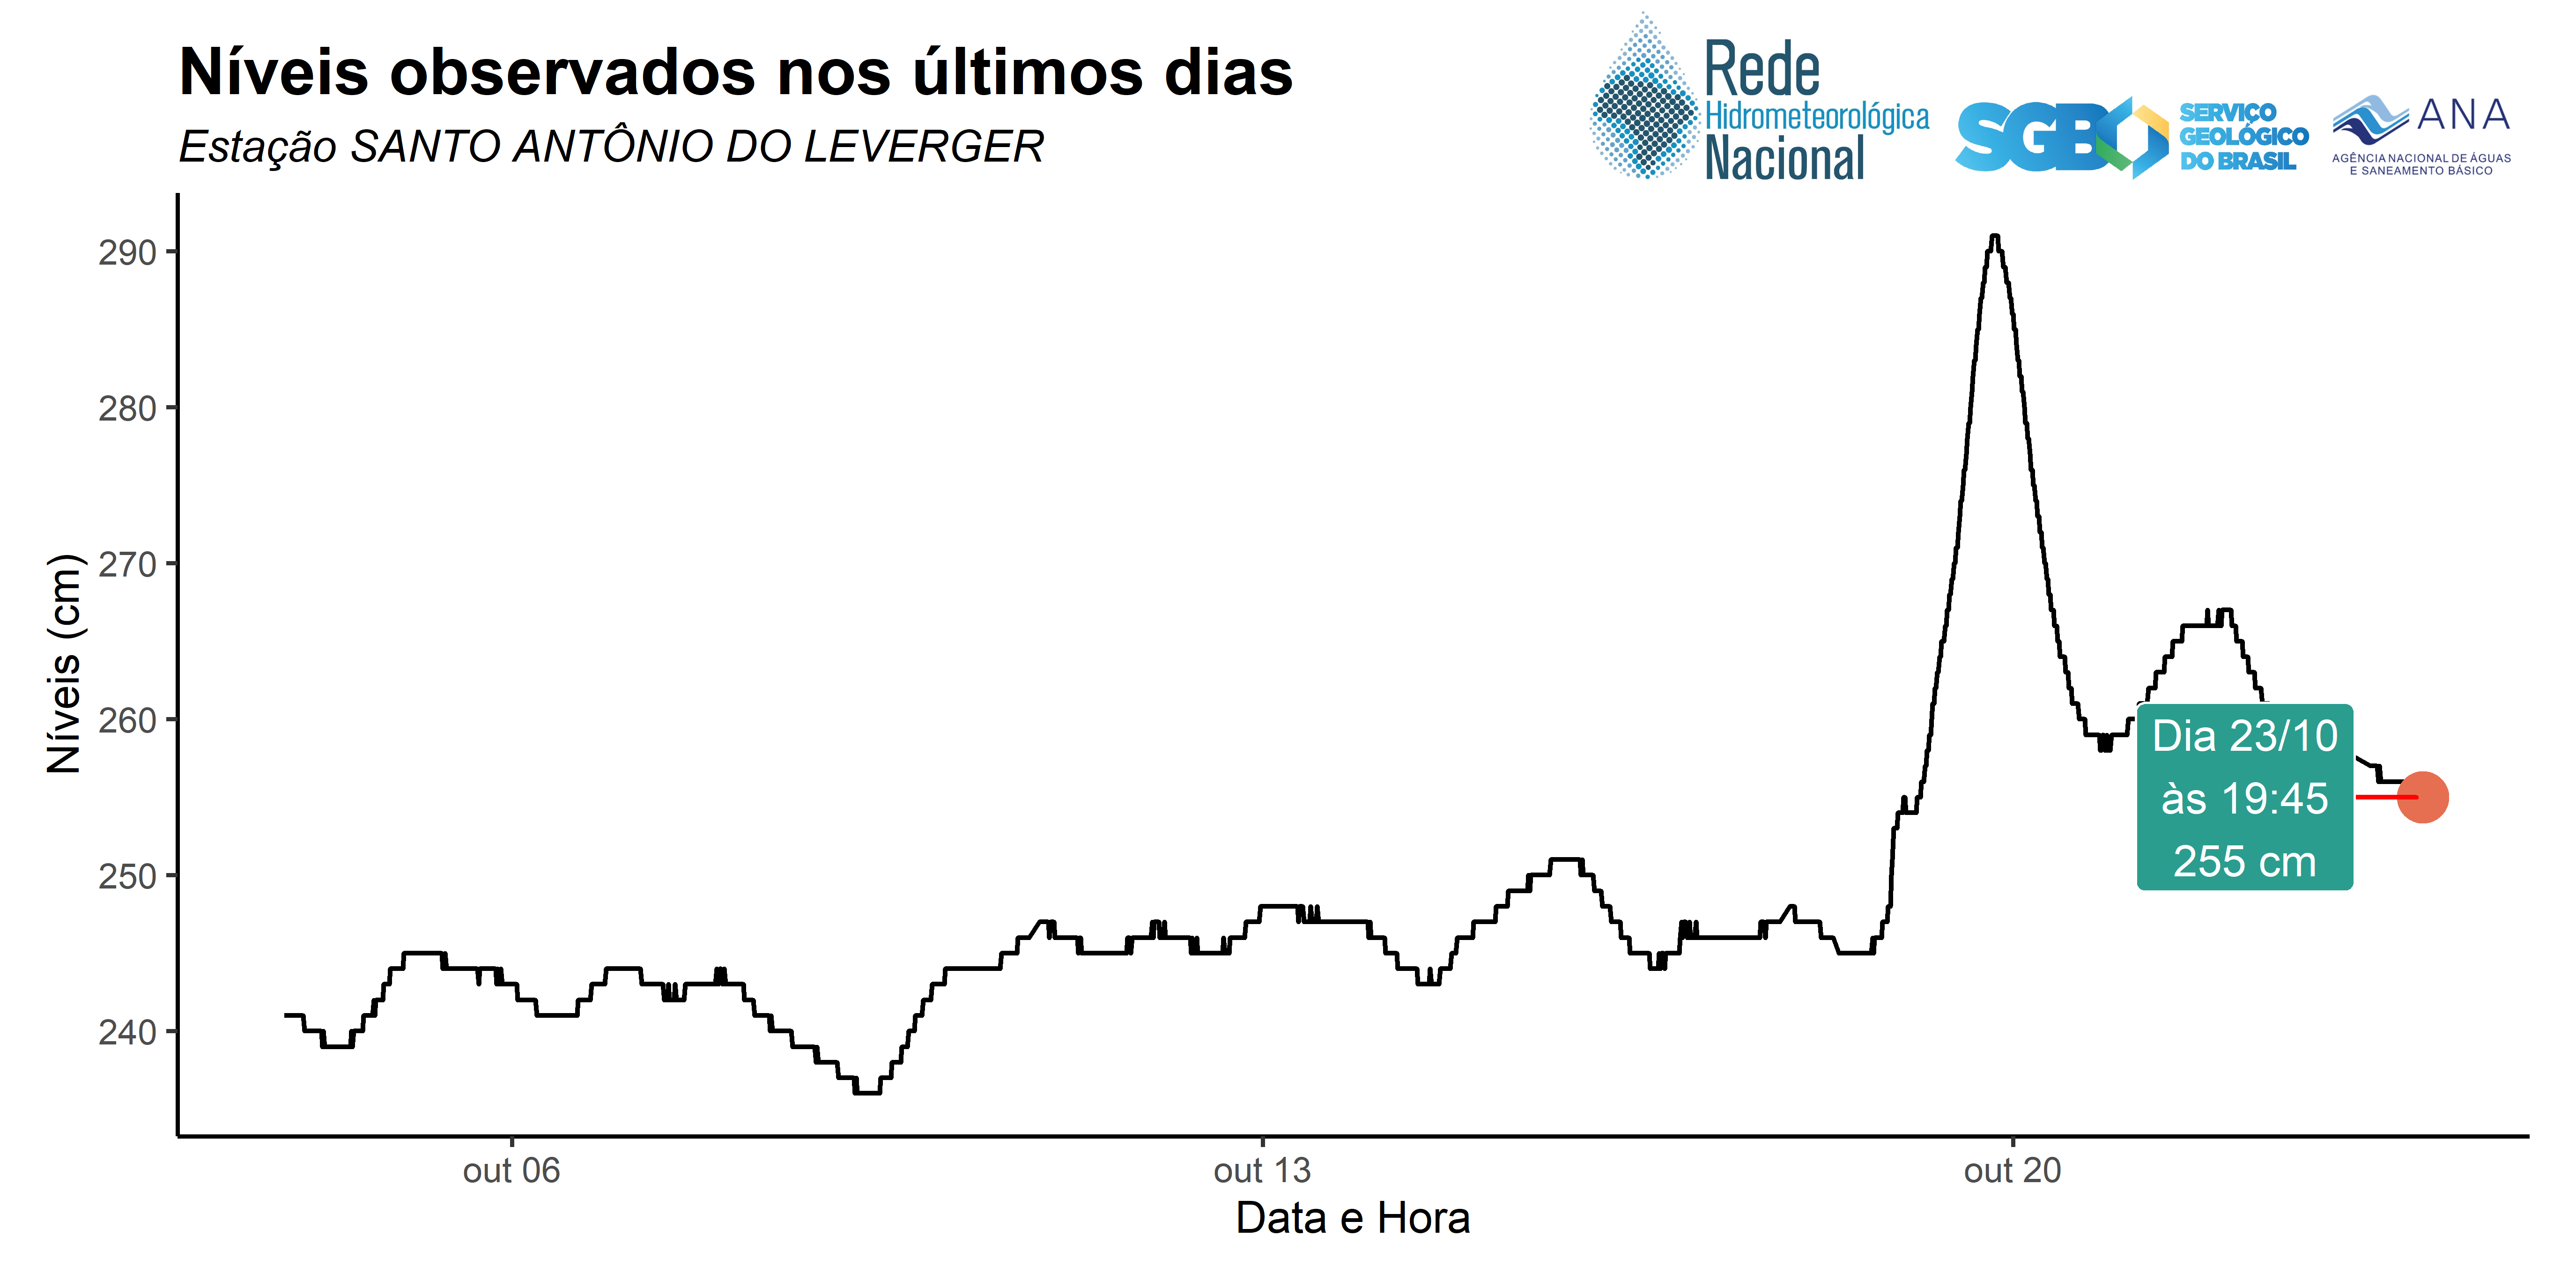 Níveis observados nos últimos dias
Estação SANTO ANTÔNIO DO LEVERGER
Rede
Hidrometeorológica
Nacional
SGB
SERVIÇO
GEOLÓGICO
DO BRASIL
ANA
AGÊNCIA NACIONAL DE ÁGUAS
E SANEAMENTO BÁSICO
Níveis (cm)
290
280
270
260
250
240
Dia 23/10
às 19:45
255 cm
out 06
out 13
out 20
Data e Hora